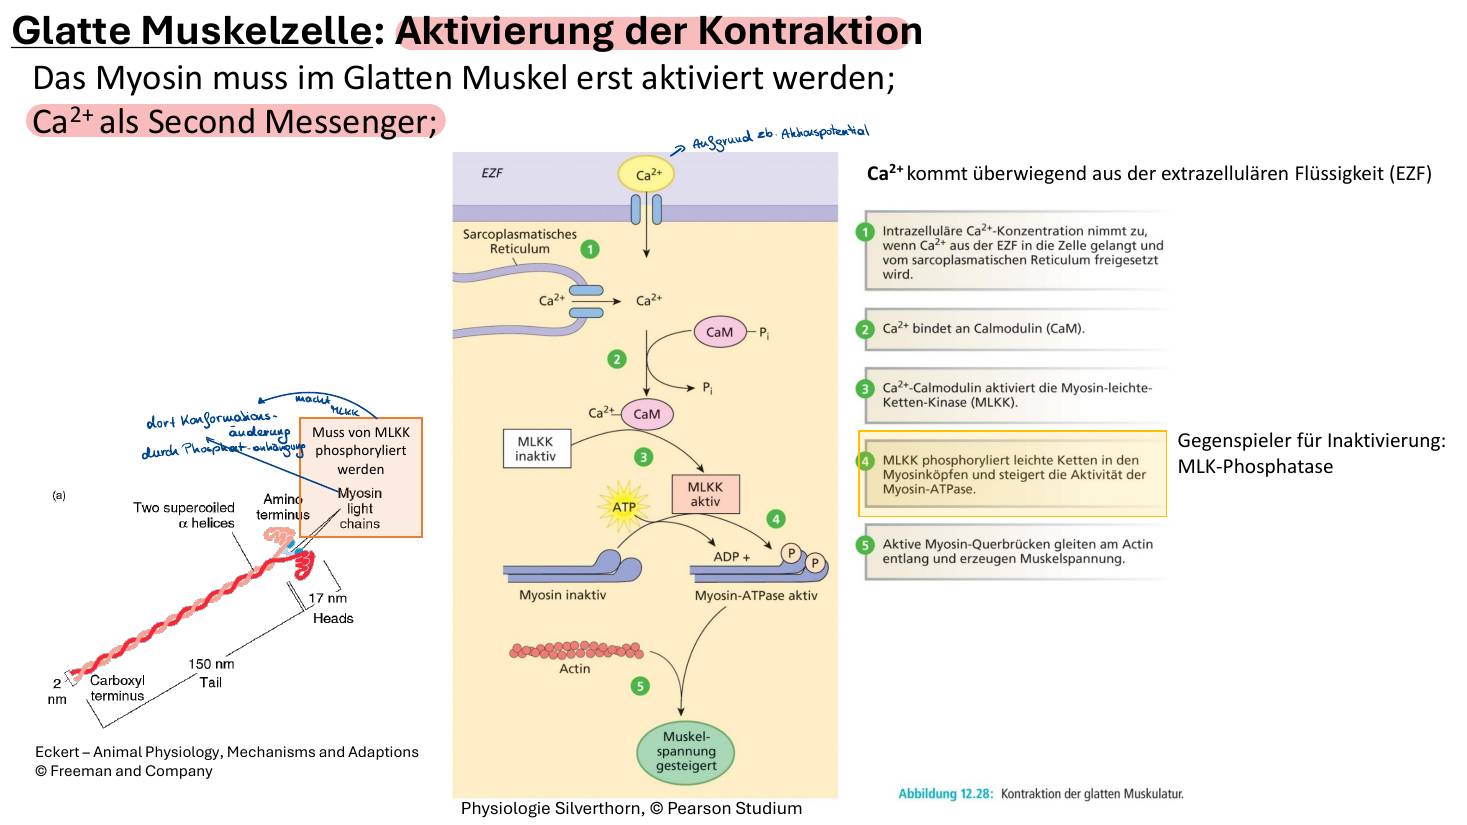 Glatte Muskelzelle: Aktivierung der Kontraktion
Das Myosin muss im Glatten Muskel erst aktiviert werden;
Ca²⁺ als Second Messenger;
Aufgrund zb. Aktionspotential
Ca²⁺ kommt überwiegend aus der extrazellulären Flüssigkeit (EZF)
EZF
Ca²⁺
Sarcoplasmatisches
Reticulum
1
Ca²⁺
Ca²⁺
CaM
Pᵢ
2
Pᵢ
Ca²⁺
CaM
MLKK
inaktiv
3
MLKK
aktiv
ATP
4
ADP +
P
P
Myosin inaktiv
Myosin-ATPase aktiv
Actin
5
Muskel-
spannung
gesteigert
Physiologie Silverthorn, © Pearson Studium
1
Intrazelluläre Ca²⁺-Konzentration nimmt zu,
wenn Ca²⁺ aus der EZF in die Zelle gelangt und
vom sarcoplasmatischen Reticulum freigesetzt
wird.
2
Ca²⁺ bindet an Calmodulin (CaM).
3
Ca²⁺-Calmodulin aktiviert die Myosin-leichte-
Ketten-Kinase (MLKK).
4
MLKK phosphoryliert leichte Ketten in den
Myosinköpfen und steigert die Aktivität der
Myosin-ATPase.
Gegenspieler für Inaktivierung:
MLK-Phosphatase
5
Aktive Myosin-Querbrücken gleiten am Actin
entlang und erzeugen Muskelspannung.
Abbildung 12.28: Kontraktion der glatten Muskulatur.
macht
MLKK
dort Konformations-
änderung
durch Phosphat-anhängung
Muss von MLKK
phosphoryliert
werden
Myosin
light
chains
(a)
Amino
terminus
Two supercoiled
α helices
17 nm
Heads
150 nm
Tail
2
nm
Carboxyl
terminus
Eckert – Animal Physiology, Mechanisms and Adaptions
© Freeman and Company